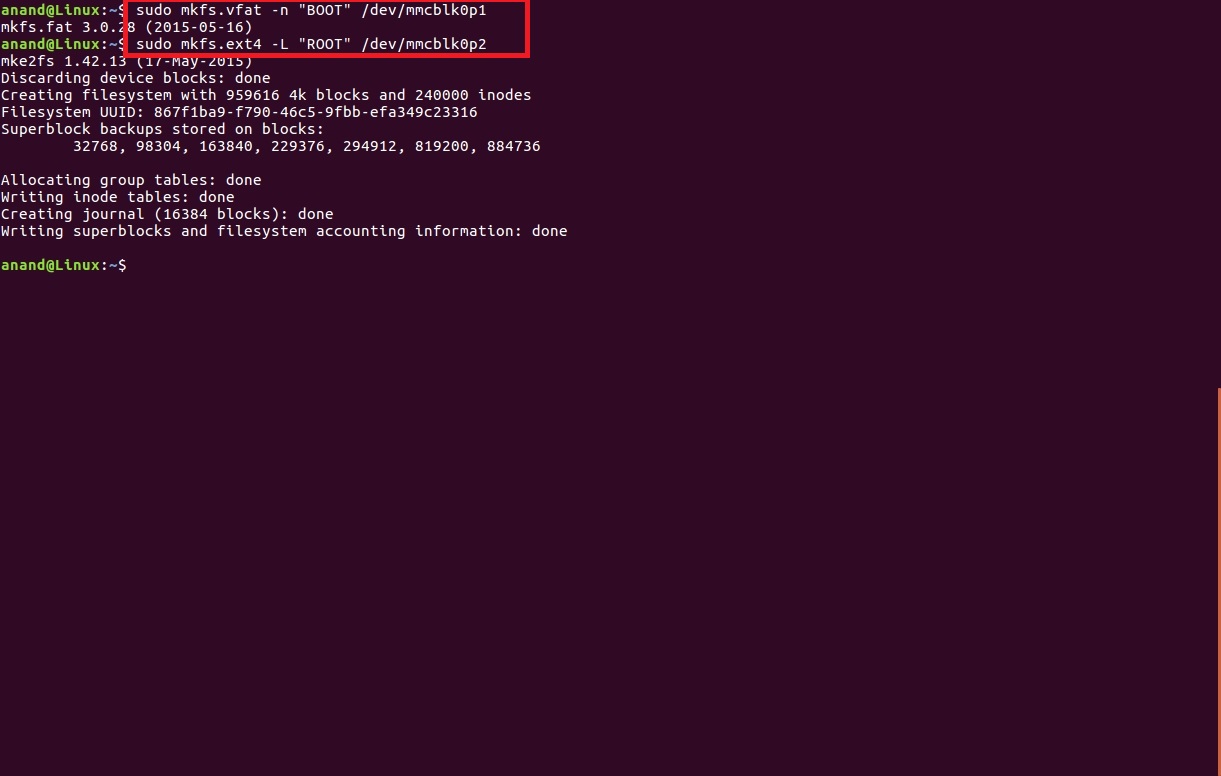 anand@Linux:~$ sudo mkfs.vfat -n "BOOT" /dev/mmcblk0p1
mkfs.fat 3.0.28 (2015-05-16)
anand@Linux:~$ sudo mkfs.ext4 -L "ROOT" /dev/mmcblk0p2
mke2fs 1.42.13 (17-May-2015)
Discarding device blocks: done
Creating filesystem with 959616 4k blocks and 240000 inodes
Filesystem UUID: 867f1ba9-f790-46c5-9fbb-efa349c23316
Superblock backups stored on blocks:
32768, 98304, 163840, 229376, 294912, 819200, 884736
Allocating group tables: done
Writing inode tables: done
Creating journal (16384 blocks): done
Writing superblocks and filesystem accounting information: done
anand@Linux:~$